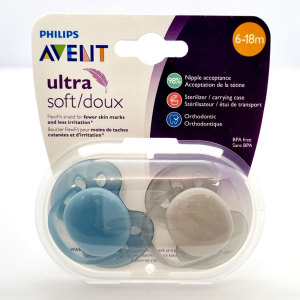 PHILIPS
AVENT
6-18m
ultra
soft/doux
FlexiFit shield for fewer skin marks
and less irritation*
Bouclier FlexiFit pour moins de taches
cutanées et d'irritation*
98%
Nipple acceptance
Acceptation de la tétine
Sterilizer / carrying case
Stérilisateur / étui de transport
Orthodontic
Orthodontique
BPA free
Sans BPA